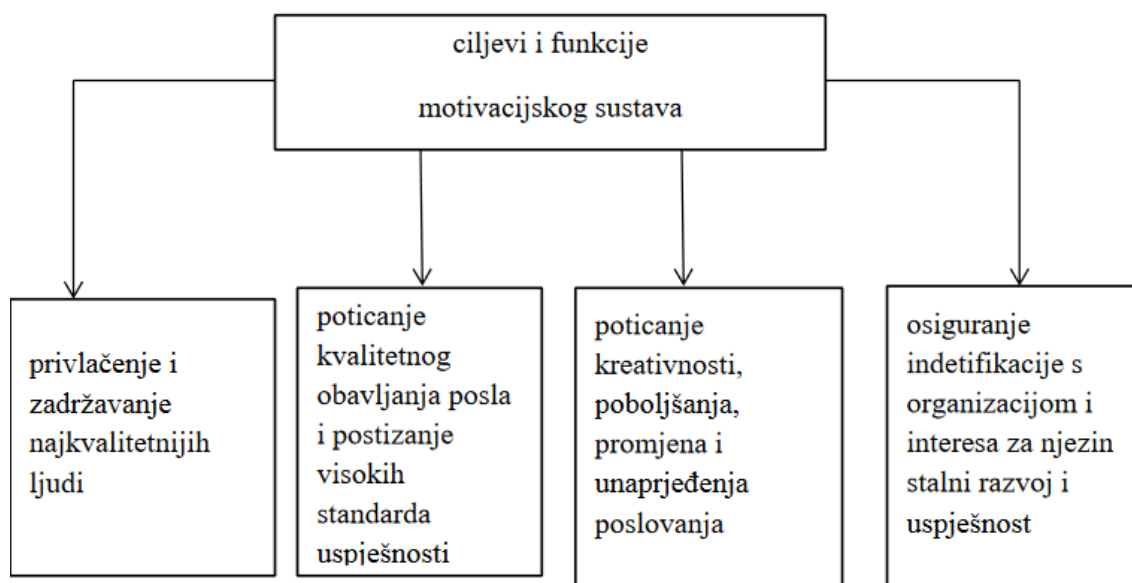 ciljevi i funkcije
motivacijskog sustava
privlačenje i
zadržavanje
najkvalitetnijih
ljudi
poticanje
kvalitetnog
obavljanja posla
i postizanje
visokih
standarda
uspješnosti
poticanje
kreativnosti,
poboljšanja,
promjena i
unaprjeđenja
poslovanja
osiguranje
indetifikacije s
organizacijom i
interesa za njezin
stalni razvoj i
uspješnost